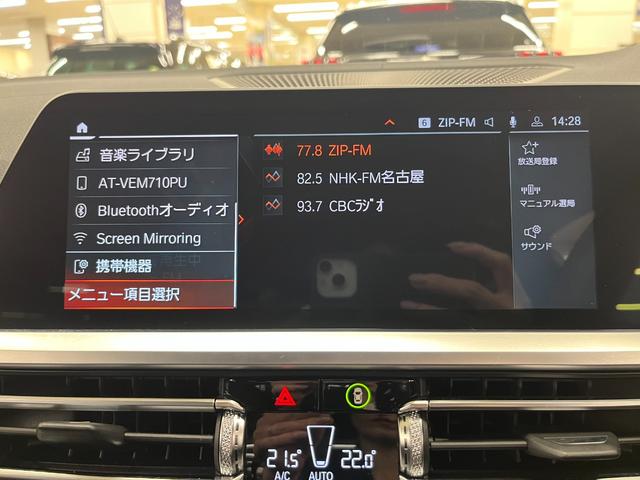 6 ZIP-FM 14:28
音楽ライブラリ
AT-VEM710PU
Bluetoothオーディオ
Screen Mirroring
携帯機器
メニュー項目選択
77.8 ZIP-FM
82.5 NHK-FM名古屋
93.7 CBCﾗｼﾞｵ
放送局登録
マニュアル選局
サウンド
21.5 22.0
A/C AUTO